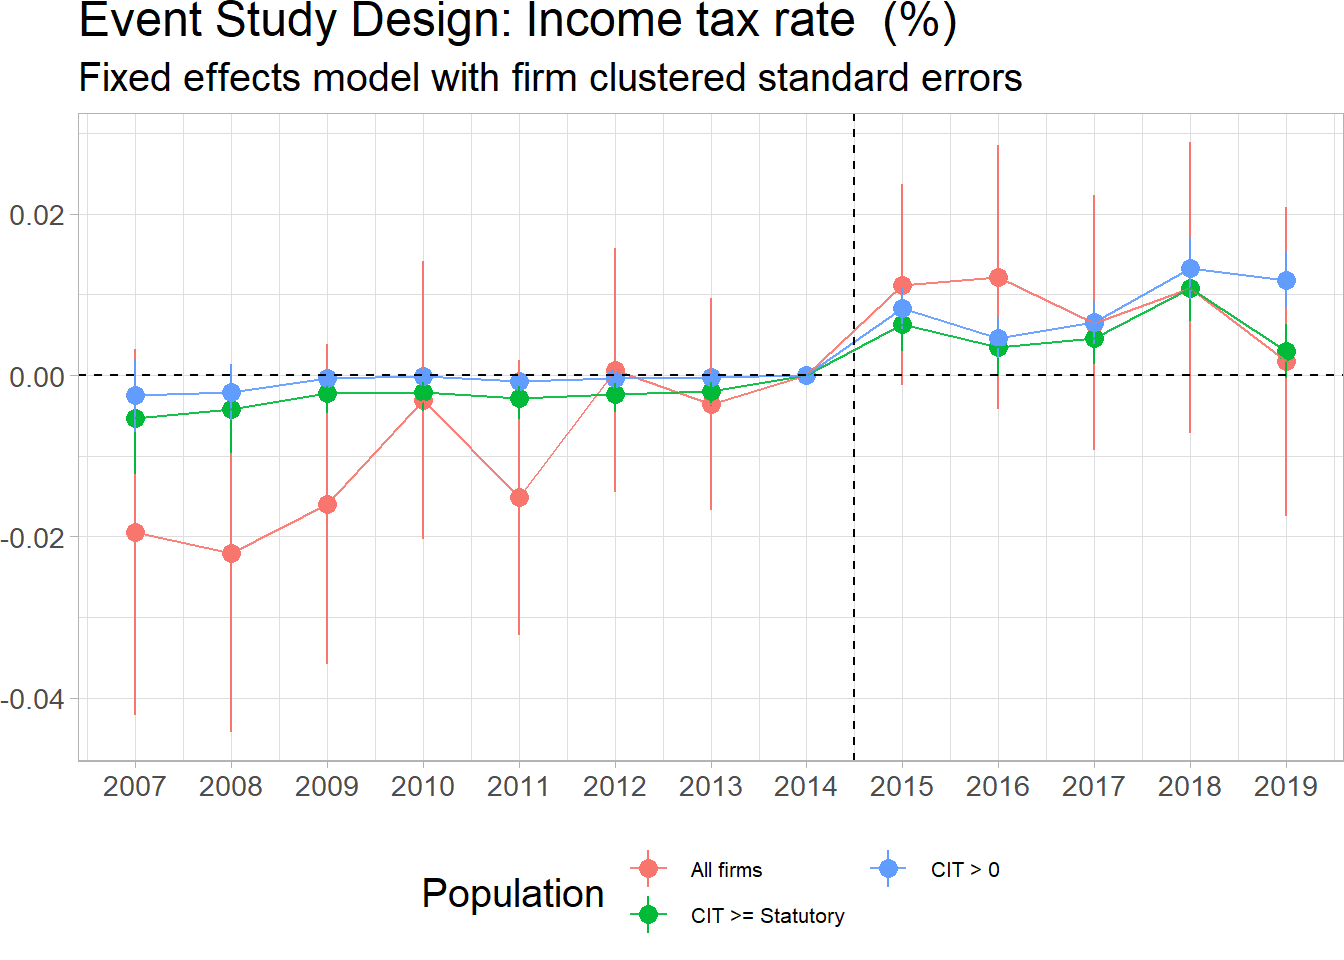 Event Study Design: Income tax rate  (%)
Fixed effects model with firm clustered standard errors
0.02
0.00
-0.02
-0.04
2007 2008 2009 2010 2011 2012 2013 2014 2015 2016 2017 2018 2019
Population
All firms
CIT > 0
CIT >= Statutory